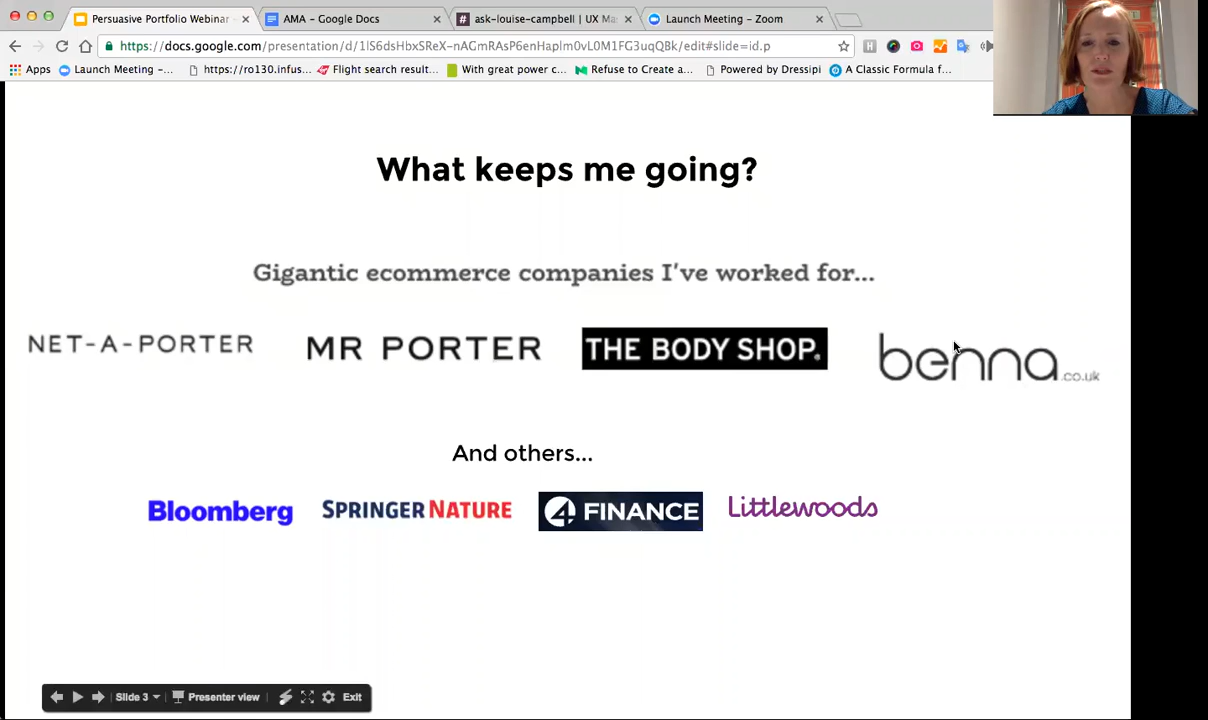 Persuasive Portfolio Webinar
AMA - Google Docs
ask-louise-campbell | UX Ma
Launch Meeting - Zoom
https://docs.google.com/presentation/d/1lS6dsHbxSReX-nAGmRAsP6enHaplm0vL0M1FG3uqQBk/edit#slide=id.p
Apps
Launch Meeting -...
https://ro130.infus...
Flight search result...
With great power c...
Refuse to Create a...
Powered by Dressipi
A Classic Formula f...
What keeps me going?
Gigantic ecommerce companies I've worked for...
NET-A-PORTER
MR PORTER
THE BODY SHOP.
benna.co.uk
And others...
Bloomberg
SPRINGER NATURE
4 FINANCE
Littlewoods
Slide 3
Presenter view
Exit